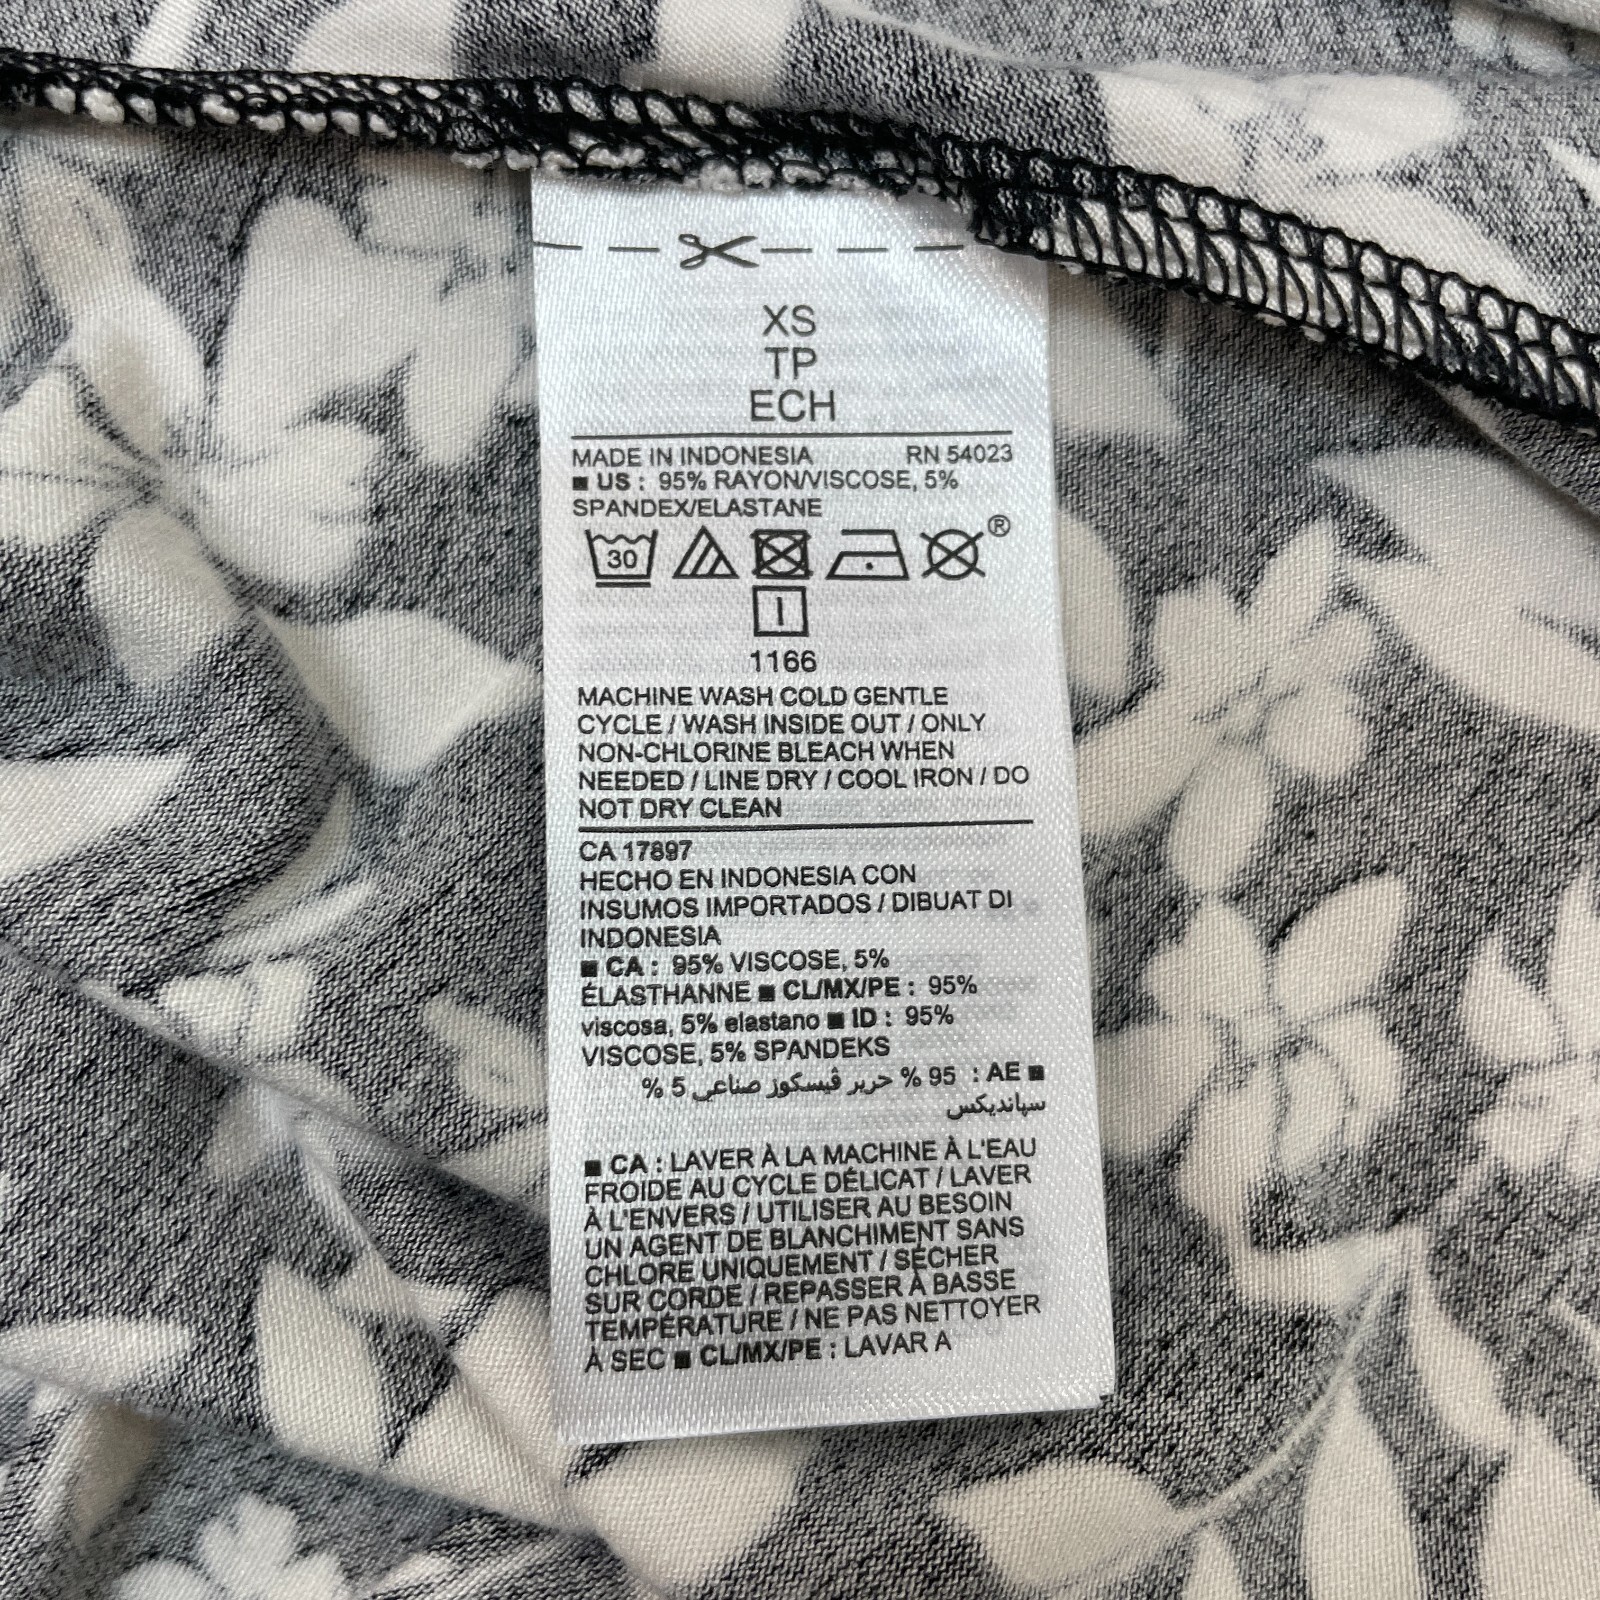 XS
TP
ECH
MADE IN INDONESIA RN 54023
■ US : 95% RAYON/VISCOSE, 5%
SPANDEX/ELASTANE
30 ®
1166
MACHINE WASH COLD GENTLE
CYCLE / WASH INSIDE OUT / ONLY
NON-CHLORINE BLEACH WHEN
NEEDED / LINE DRY / COOL IRON / DO
NOT DRY CLEAN
CA 17897
HECHO EN INDONESIA CON
INSUMOS IMPORTADOS / DIBUAT DI
INDONESIA
■ CA : 95% VISCOSE, 5%
ÉLASTHANNE ■ CL/MX/PE : 95%
viscosa, 5% elastano ■ ID : 95%
VISCOSE, 5% SPANDEKS
■ AE : 95 % حرير ڤيسكوز صناعي 5 %
سپانديكس
■ CA : LAVER À LA MACHINE À L'EAU
FROIDE AU CYCLE DÉLICAT / LAVER
À L'ENVERS / UTILISER AU BESOIN
UN AGENT DE BLANCHIMENT SANS
CHLORE UNIQUEMENT / SÉCHER
SUR CORDE / REPASSER À BASSE
TEMPÉRATURE / NE PAS NETTOYER
À SEC ■ CL/MX/PE : LAVAR A